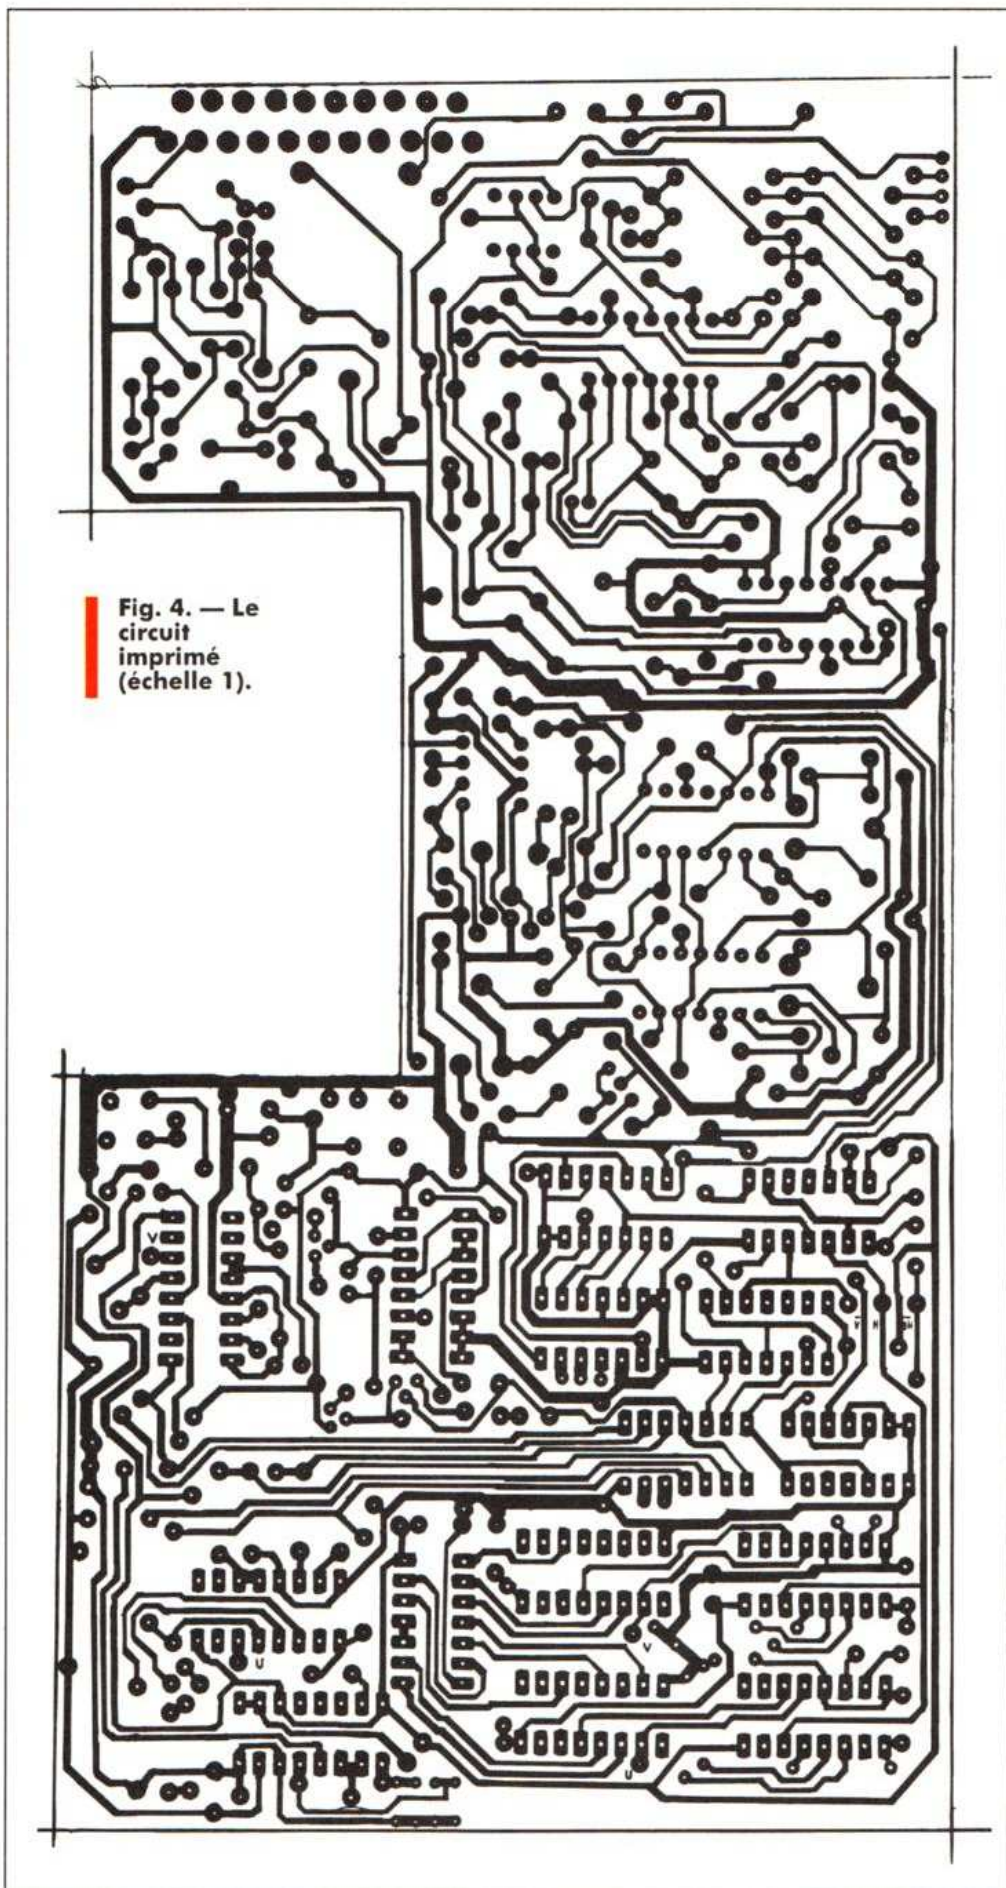 Fig. 4. — Le
circuit
imprimé
(échelle 1).
V
U
V
U